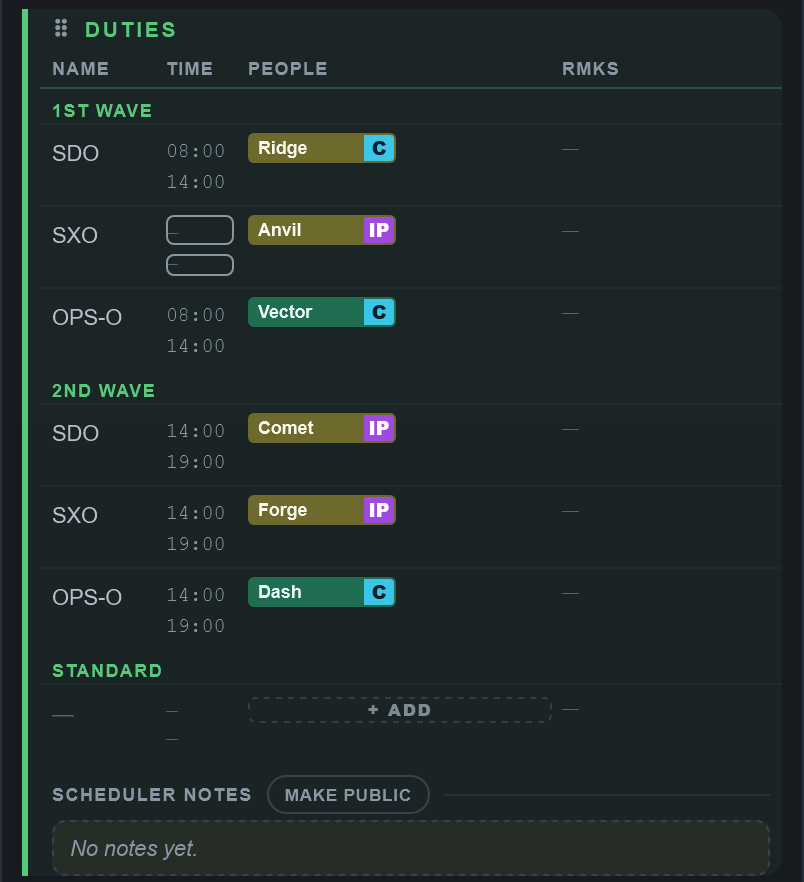 DUTIES
NAME TIME PEOPLE RMKS
1ST WAVE
SDO 08:00 Ridge C —
14:00
SXO — Anvil IP —
—
OPS-O 08:00 Vector C —
14:00
2ND WAVE
SDO 14:00 Comet IP —
19:00
SXO 14:00 Forge IP —
19:00
OPS-O 14:00 Dash C —
19:00
STANDARD
— — + ADD —
—
SCHEDULER NOTES MAKE PUBLIC
No notes yet.